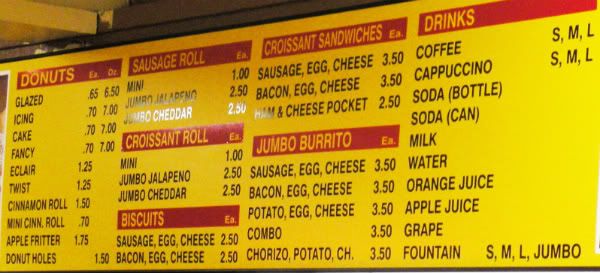 DONUTS Ea. Dz.
GLAZED .65 6.50
ICING .70 7.00
CAKE .70 7.00
FANCY .70 7.00
ECLAIR 1.25
TWIST 1.25
CINNAMON ROLL 1.50
MINI CINN. ROLL .70
APPLE FRITTER 1.75
DONUT HOLES 1.50
SAUSAGE ROLL Ea.
MINI 1.00
JUMBO JALAPENO 2.50
JUMBO CHEDDAR 2.50
CROISSANT ROLL Ea.
MINI 1.00
JUMBO JALAPENO 2.50
JUMBO CHEDDAR 2.50
BISCUITS Ea.
SAUSAGE, EGG, CHEESE 2.50
BACON, EGG, CHEESE 2.50
CROISSANT SANDWICHES Ea.
SAUSAGE, EGG, CHEESE 3.50
BACON, EGG, CHEESE 3.50
HAM & CHEESE POCKET 2.50
JUMBO BURRITO Ea.
SAUSAGE, EGG, CHEESE 3.50
BACON, EGG, CHEESE 3.50
POTATO, EGG, CHEESE 3.50
COMBO 3.50
CHORIZO, POTATO, CH. 3.50
DRINKS
COFFEE S, M, L
CAPPUCCINO S, M, L
SODA (BOTTLE)
SODA (CAN)
MILK
WATER
ORANGE JUICE
APPLE JUICE
GRAPE
FOUNTAIN S, M, L, JUMBO